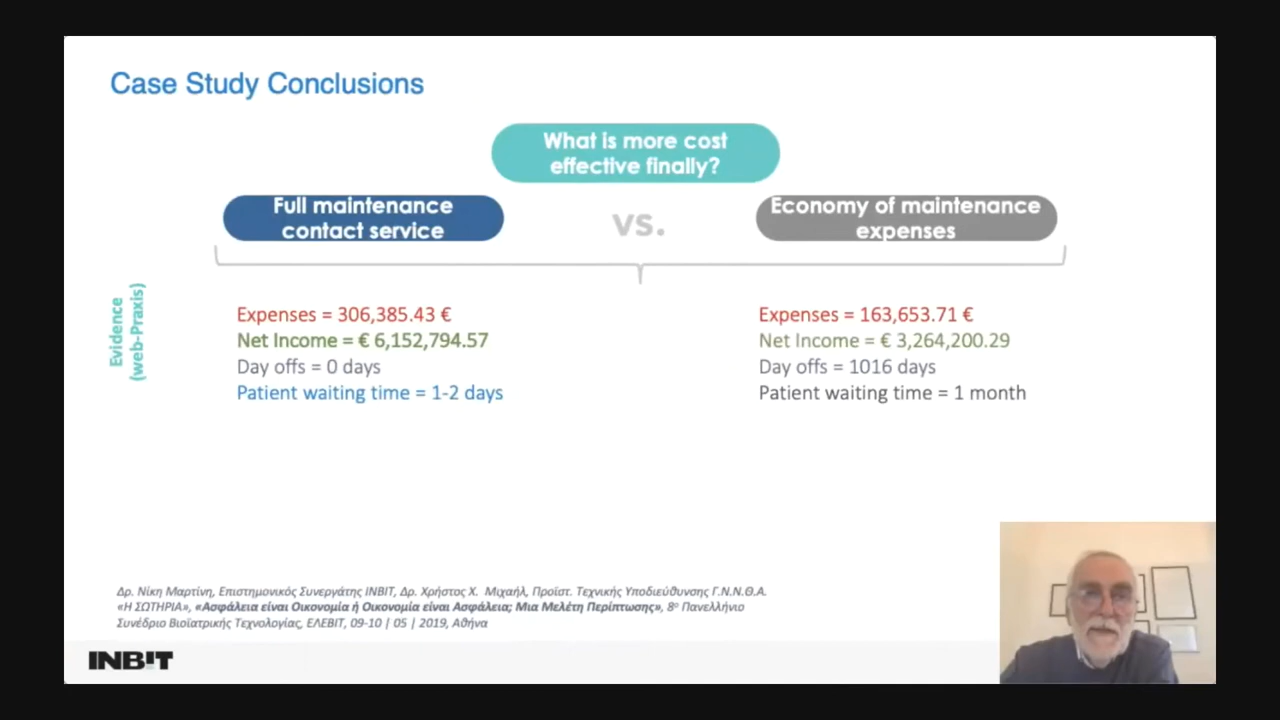 Case Study Conclusions
What is more cost
effective finally?
Full maintenance
contact service
vs.
Economy of maintenance
expenses
Evidence
(web-Praxis)
Expenses = 306,385.43 €
Net Income = € 6,152,794.57
Day offs = 0 days
Patient waiting time = 1-2 days
Expenses = 163,653.71 €
Net Income = € 3,264,200.29
Day offs = 1016 days
Patient waiting time = 1 month
Δρ. Νίκη Μαρτίνη, Επιστημονικός Συνεργάτης INBIT, Δρ. Χρήστος Χ. Μιχαήλ, Προϊστ. Τεχνικής Υποδιεύθυνσης Γ.Ν.Ν.Θ.Α.
«Η ΣΩΤΗΡΙΑ», «Ασφάλεια είναι Οικονομία ή Οικονομία είναι Ασφάλεια; Μια Μελέτη Περίπτωσης», 8ο Πανελλήνιο
Συνέδριο Βιοϊατρικής Τεχνολογίας, ΕΛΕΒΙΤ, 09-10 | 05 | 2019, Αθήνα
INBIT